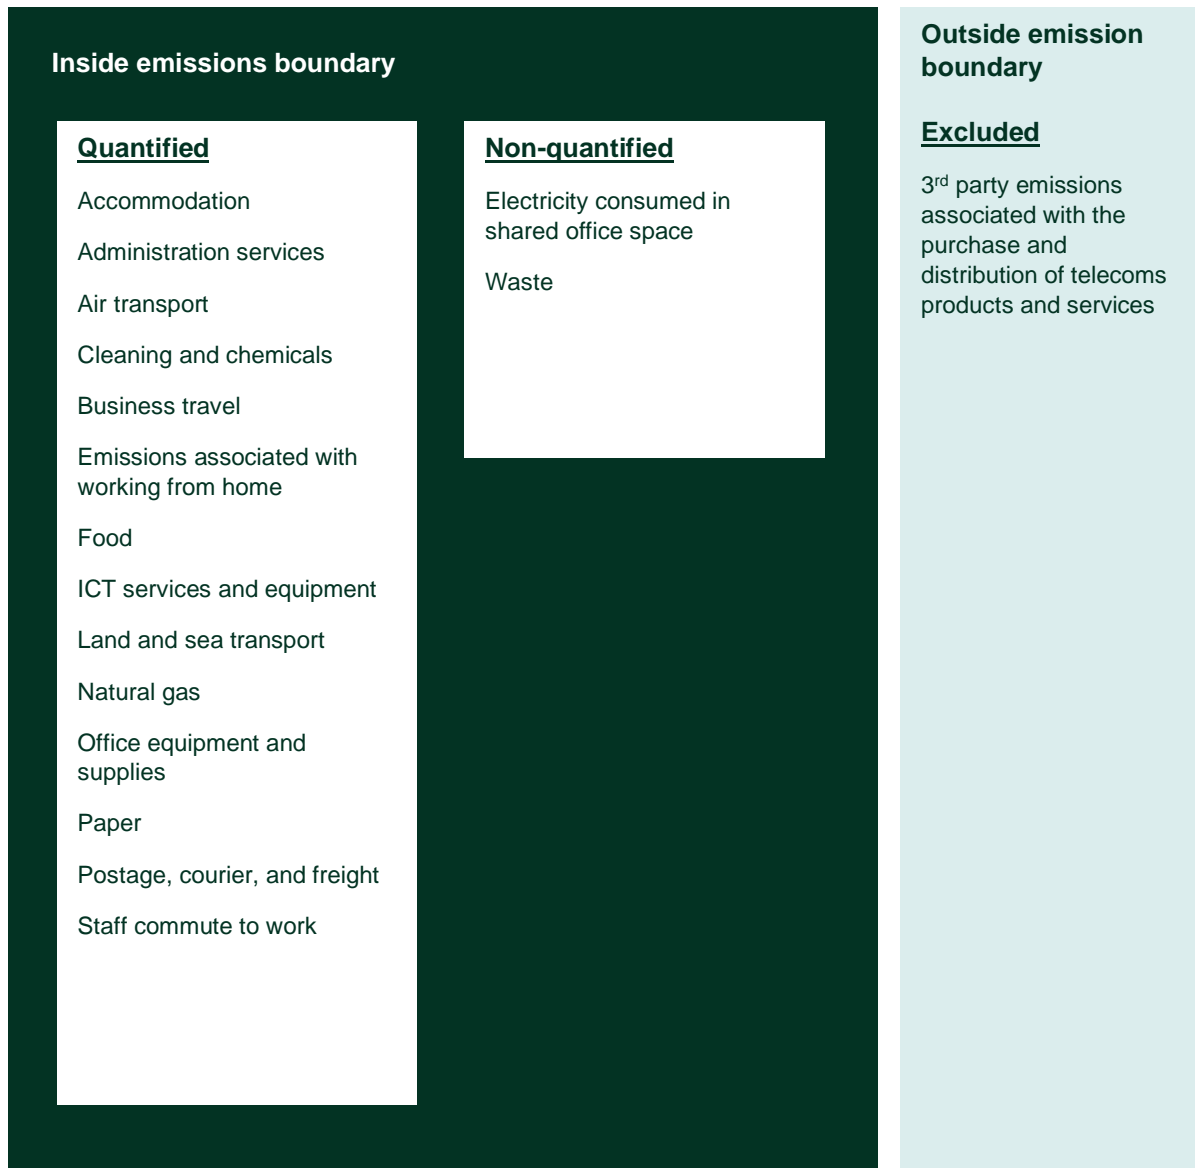 Inside emissions boundary
Quantified
Accommodation
Administration services
Air transport
Cleaning and chemicals
Business travel
Emissions associated with
working from home
Food
ICT services and equipment
Land and sea transport
Natural gas
Office equipment and
supplies
Paper
Postage, courier, and freight
Staff commute to work
Non-quantified
Electricity consumed in
shared office space
Waste
Outside emission
boundary
Excluded
3rd party emissions
associated with the
purchase and
distribution of telecoms
products and services